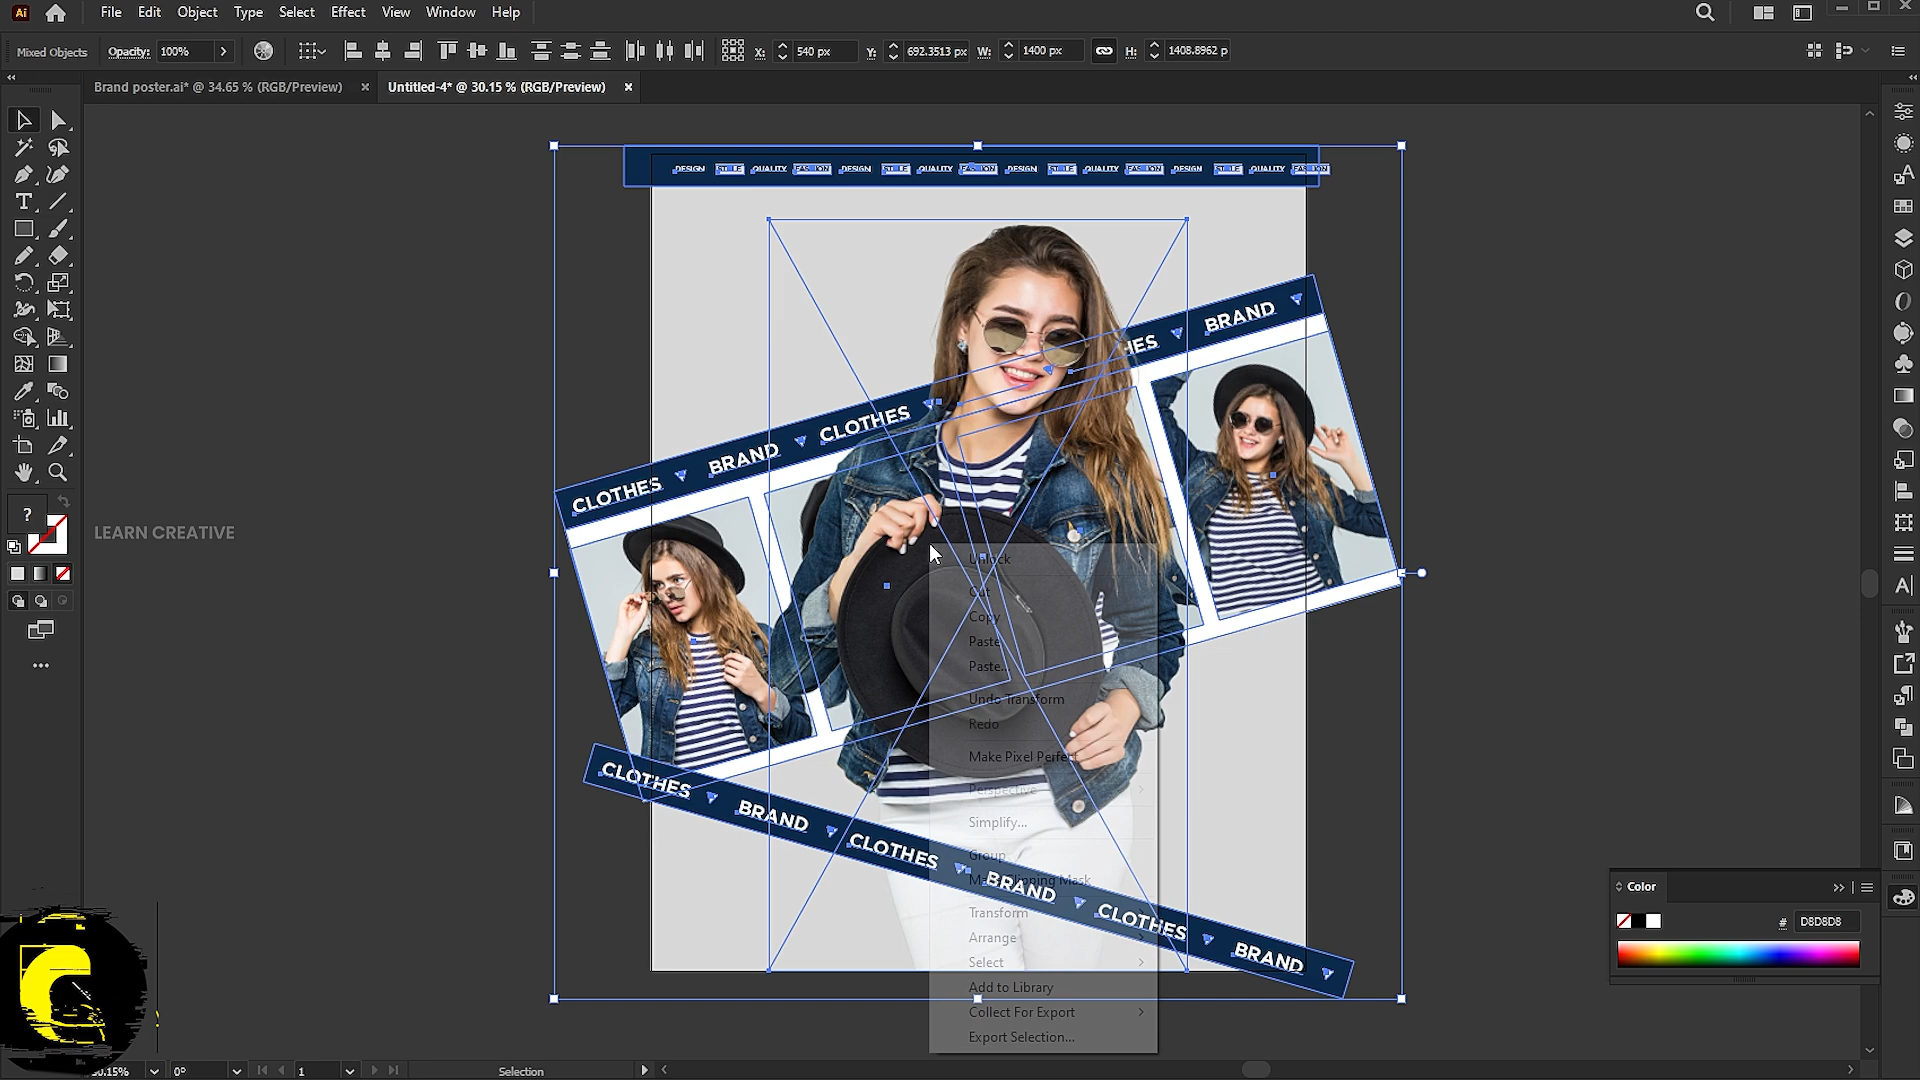 Ai File Edit Object Type Select Effect View Window Help
Mixed Objects Opacity: 100% X: 540 px Y: 692.3513 px W: 1400 px H: 1408.8962 p
Brand poster.ai* @ 34.65 % (RGB/Preview) × Untitled-4* @ 30.15 % (RGB/Preview) ×
DESIGN STYLE QUALITY FASHION DESIGN STYLE QUALITY FASHION DESIGN STYLE QUALITY FASHION DESIGN STYLE QUALITY FASHION
CLOTHES BRAND CLOTHES HES BRAND
LEARN CREATIVE
?
Unlock
Cut
Copy
Paste
Paste...
Undo Transform
Redo
Make Pixel Perfect
Perspective
Simplify...
Group
Make Clipping Mask
Transform
Arrange
Select
Add to Library
Collect For Export
Export Selection...
CLOTHES BRAND CLOTHES BRAND CLOTHES BRAND
Color
# D8D8D8
30.15% 0° 1 Selection